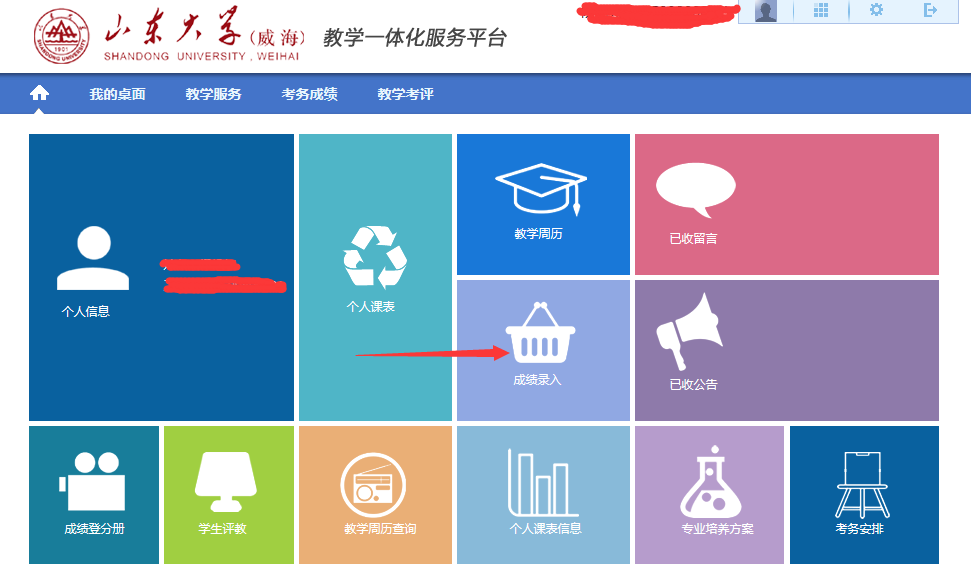 山东大学(威海) 教学一体化服务平台
SHANDONG UNIVERSITY, WEIHAI
我的桌面 教学服务 考务成绩 教学考评
教学周历
已收留言
个人信息
个人课表
成绩录入
已收公告
成绩登分册
学生评教
教学周历查询
个人课表信息
专业培养方案
考务安排